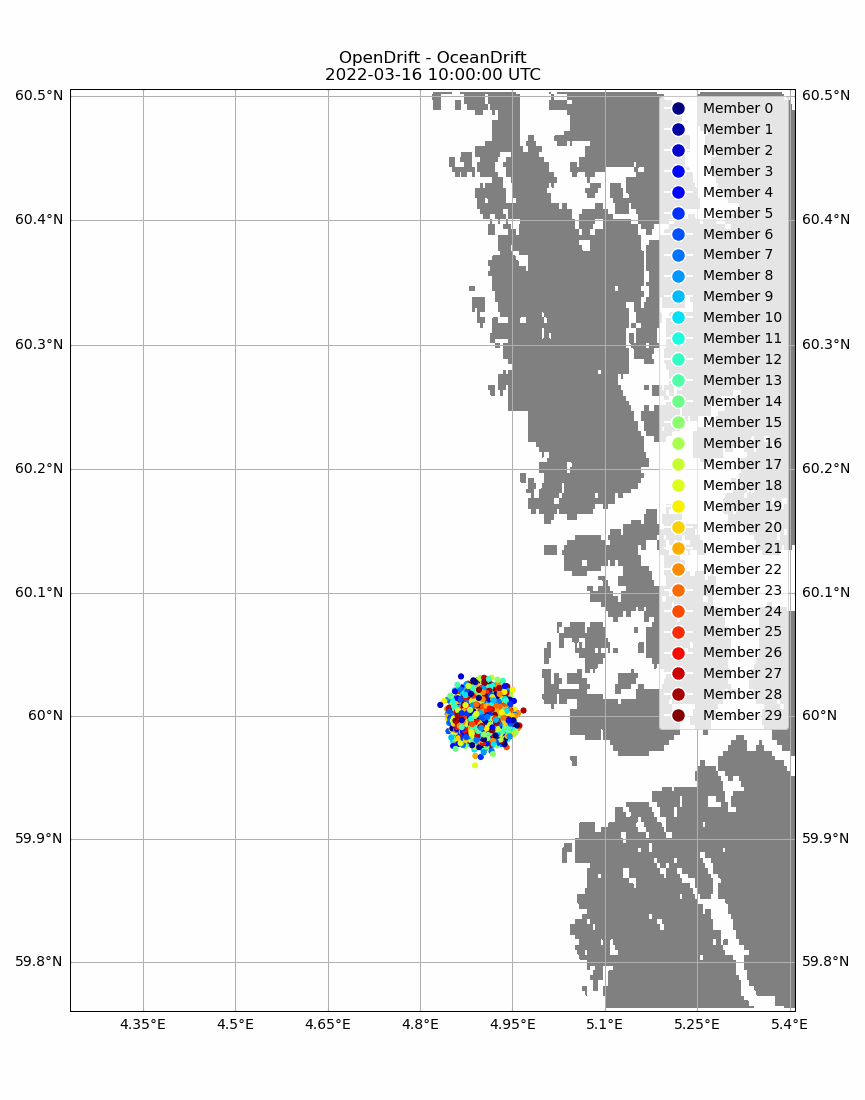 OpenDrift - OceanDrift
2022-03-16 10:00:00 UTC
60.5°N
60.5°N
60.4°N
60.4°N
60.3°N
60.3°N
60.2°N
60.2°N
60.1°N
60.1°N
60°N
60°N
59.9°N
59.9°N
59.8°N
59.8°N
Member 0
Member 1
Member 2
Member 3
Member 4
Member 5
Member 6
Member 7
Member 8
Member 9
Member 10
Member 11
Member 12
Member 13
Member 14
Member 15
Member 16
Member 17
Member 18
Member 19
Member 20
Member 21
Member 22
Member 23
Member 24
Member 25
Member 26
Member 27
Member 28
Member 29
4.35°E 4.5°E 4.65°E 4.8°E 4.95°E 5.1°E 5.25°E 5.4°E